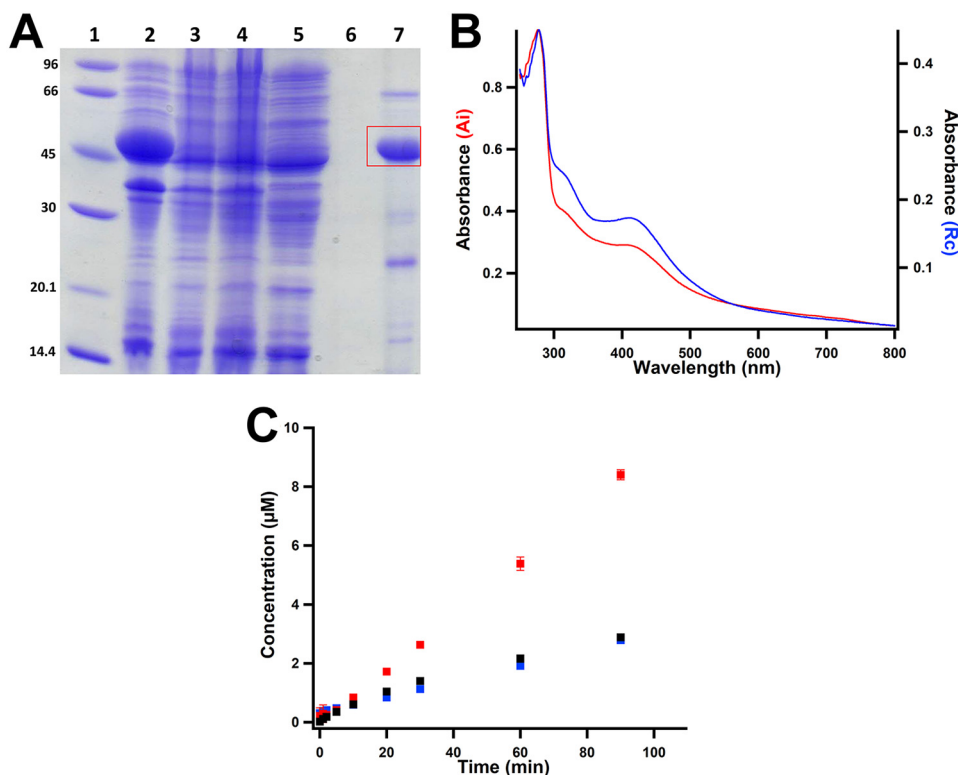 A
1 2 3 4 5 6 7
96
66
45
30
20.1
14.4
B
Absorbance (Ai)
0.8
0.6
0.4
0.2
Absorbance (Rc)
0.4
0.3
0.2
0.1
300 400 500 600 700 800
Wavelength (nm)
C
Concentration (µM)
10
8
6
4
2
0
0 20 40 60 80 100
Time (min)